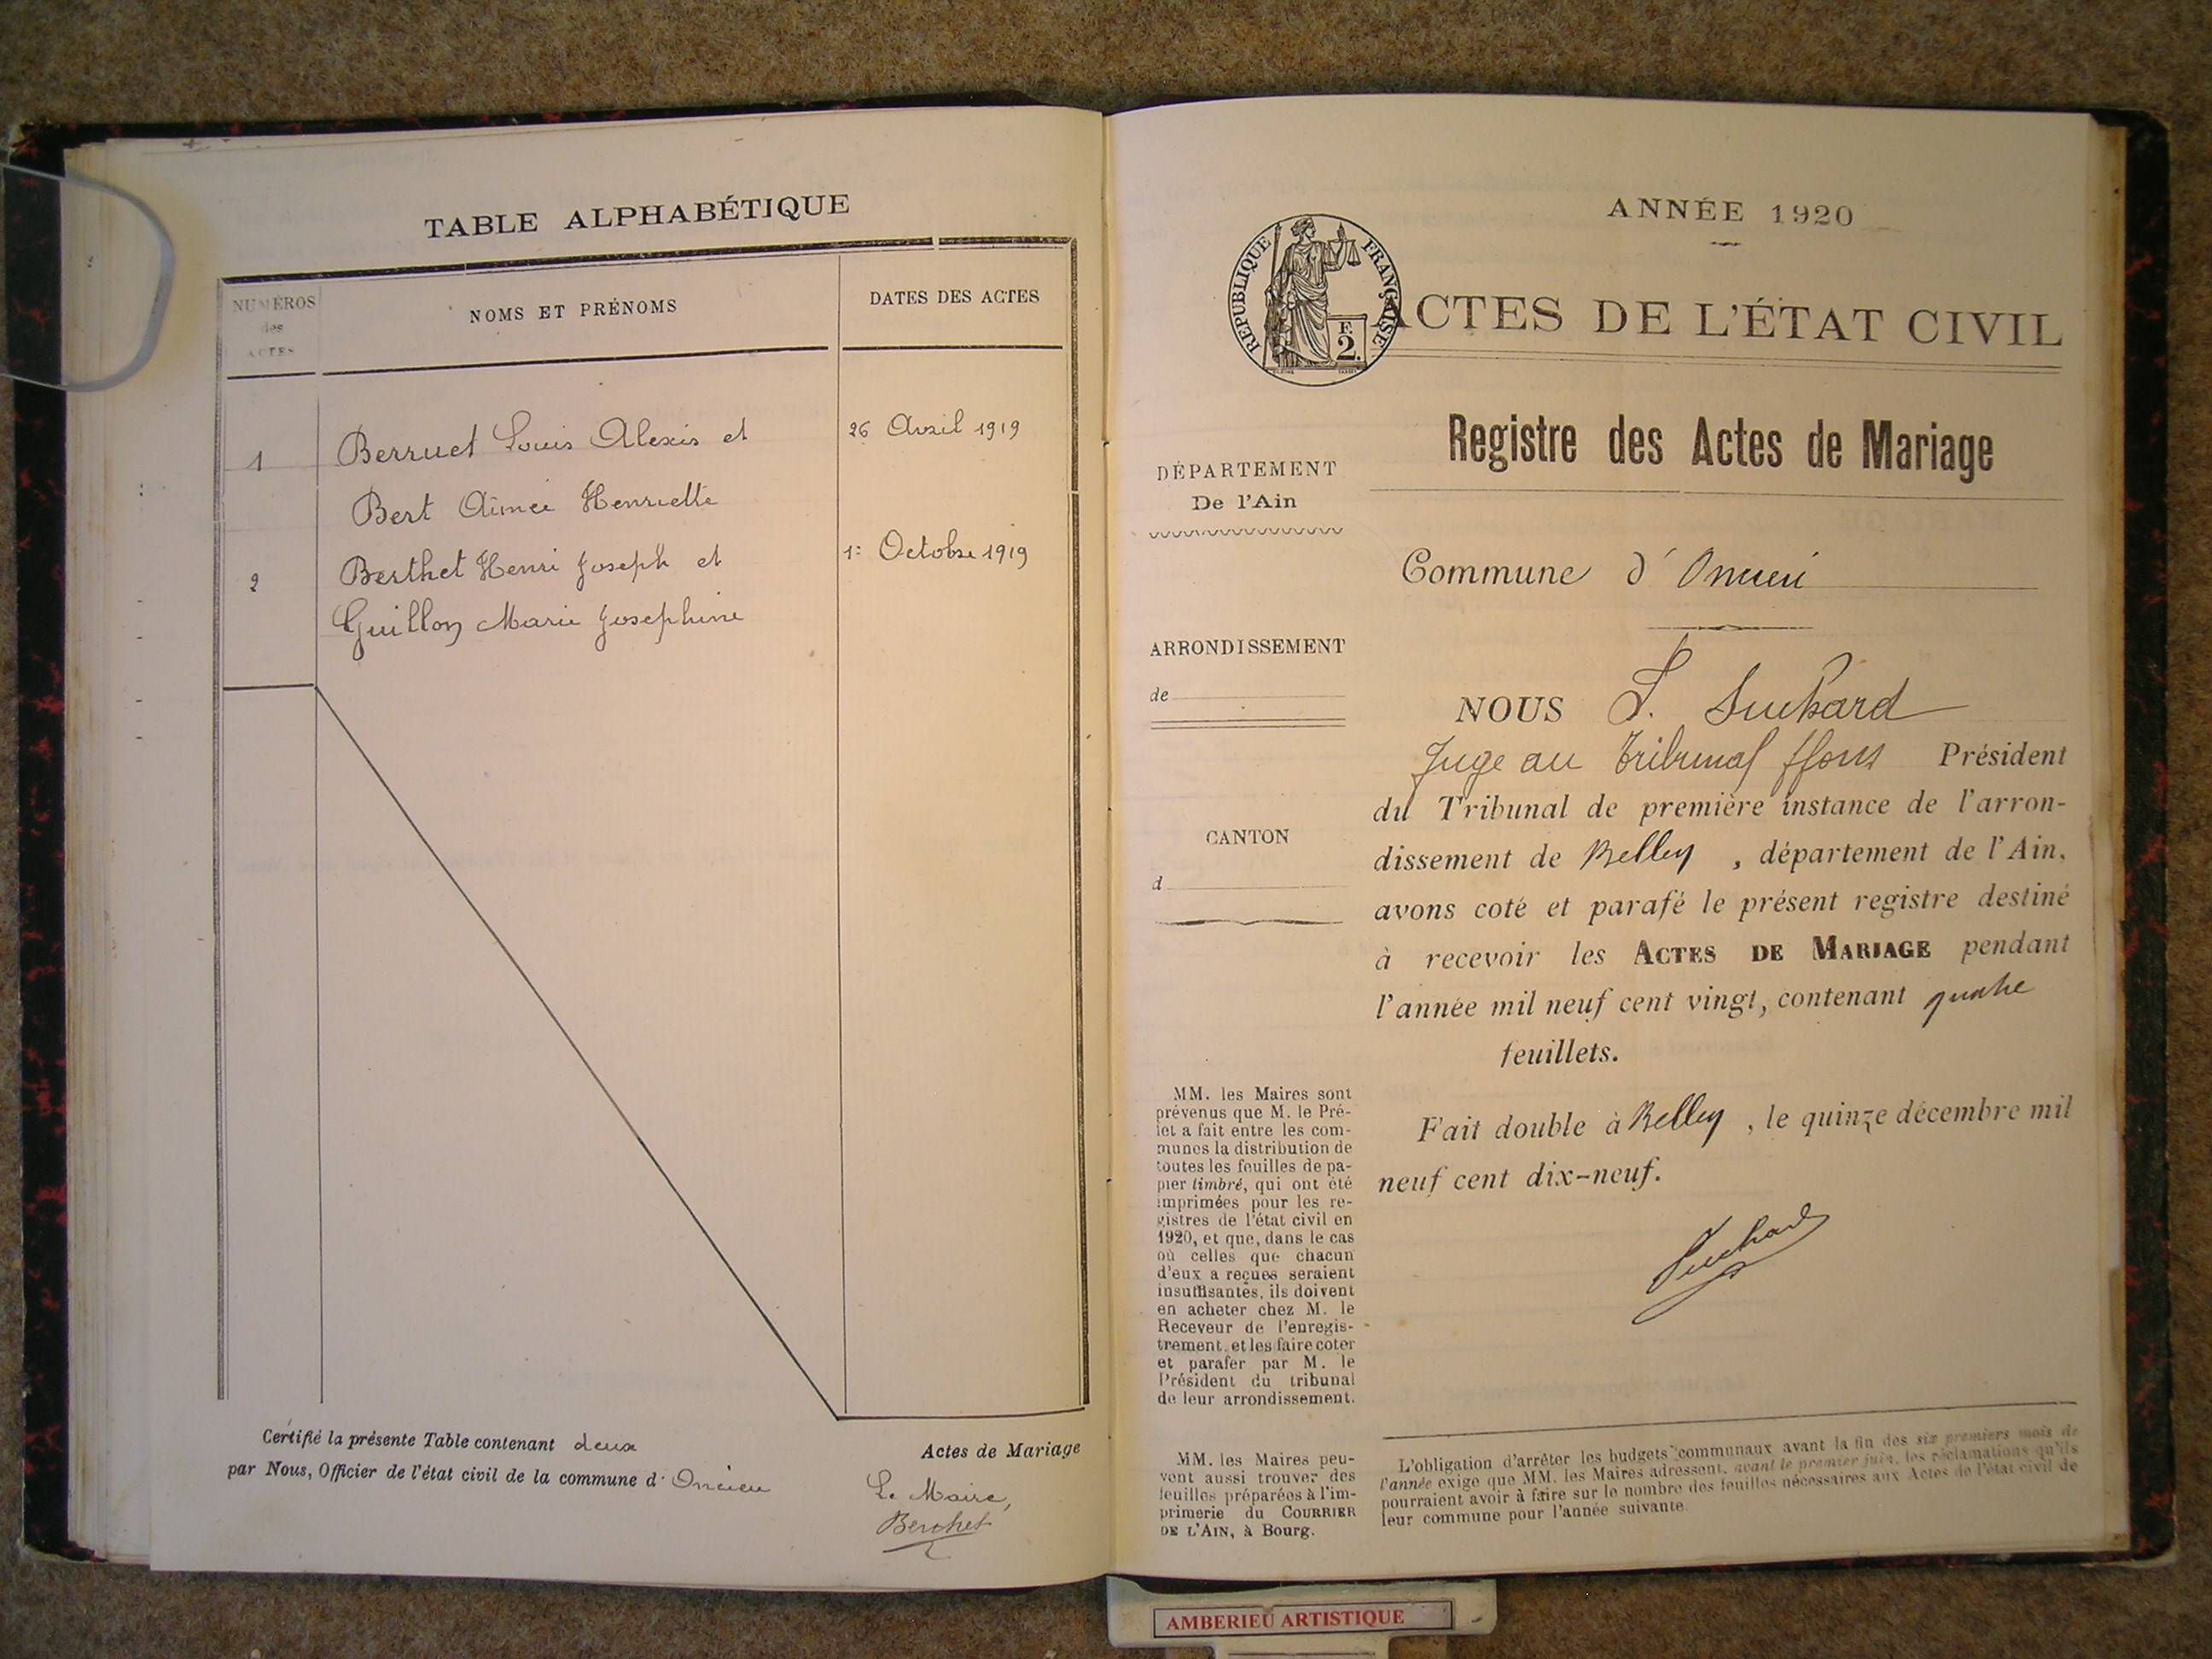 TABLE ALPHABÉTIQUE
NUMÉROS
des
ACTES
NOMS ET PRÉNOMS
DATES DES ACTES
1 Berruet Louis Alexis et 26 Avril 1919
Bert Aimée Henriette
2 Berthet Henri Joseph et 1: Octobre 1919
Guillon Marie Josephine
Certifié la présente Table contenant deux Actes de Mariage
par Nous, Officier de l'état civil de la commune d' Oncieu
Le Maire,
Berthet
ANNÉE 1920
RÉPUBLIQUE FRANÇAISE
F.
2.
ACTES DE L'ÉTAT CIVIL
Registre des Actes de Mariage
DÉPARTEMENT
De l'Ain
ARRONDISSEMENT
de
CANTON
d
Commune d' Oncieu
NOUS Suchard
Juge au Tribunal ffons Président
du Tribunal de première instance de l'arron-
dissement de Belley, département de l'Ain,
avons coté et parafé le présent registre destiné
à recevoir les ACTES DE MARIAGE pendant
l'année mil neuf cent vingt, contenant quatre
feuillets.
Fait double à Belley, le quinze décembre mil
neuf cent dix-neuf.
Suchard
MM. les Maires sont
prévenus que M. le Pré-
fet a fait entre les com-
munes la distribution de
toutes les feuilles de pa-
pier timbré, qui ont été
imprimées pour les re-
gistres de l'état civil en
1920, et que, dans le cas
où celles que chacun
d'eux a reçues seraient
insuffisantes, ils doivent
en acheter chez M. le
Receveur de l'enregis-
trement, et les faire coter
et parafer par M. le
Président du tribunal
de leur arrondissement.
MM. les Maires peu-
vent aussi trouver des
feuilles préparées à l'im-
primerie du COURRIER
DE L'AIN, à Bourg.
L'obligation d'arrêter les budgets communaux avant la fin des six premiers mois de
l'année exige que MM. les Maires adressent, avant le premier juin, les réclamations qu'ils
pourraient avoir à faire sur le nombre des feuilles nécessaires aux Actes de l'état civil de
leur commune pour l'année suivante.
AMBERIEU ARTISTIQUE